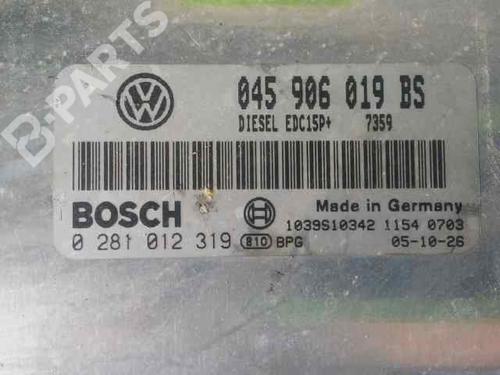 045 906 019 BS
DIESEL EDC15P+ 7359
BOSCH
Made in Germany
1039S10342 1154 0703
0 281 012 319 810 BPG 05-10-26